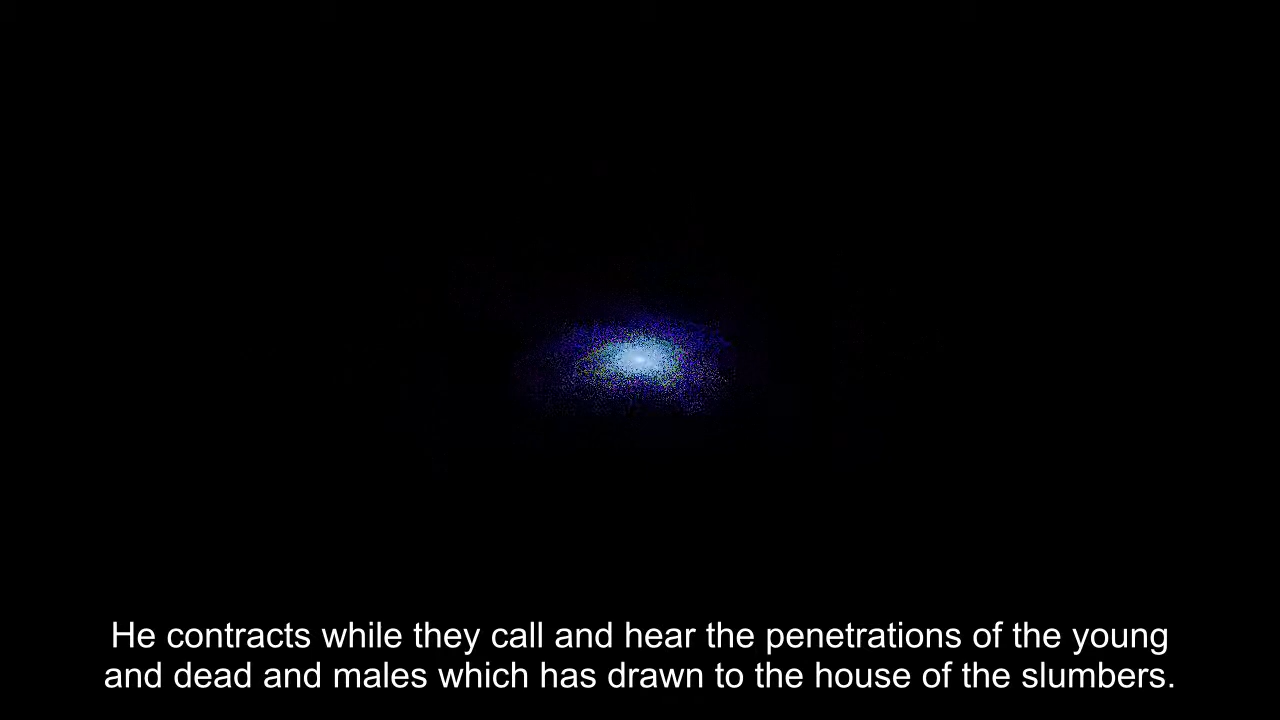 He contracts while they call and hear the penetrations of the young
and dead and males which has drawn to the house of the slumbers.